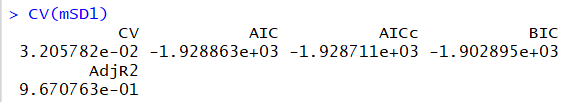 > CV(mSD1)
CV AIC AICc BIC
3.205782e-02 -1.928863e+03 -1.928711e+03 -1.902895e+03
AdjR2
9.670763e-01